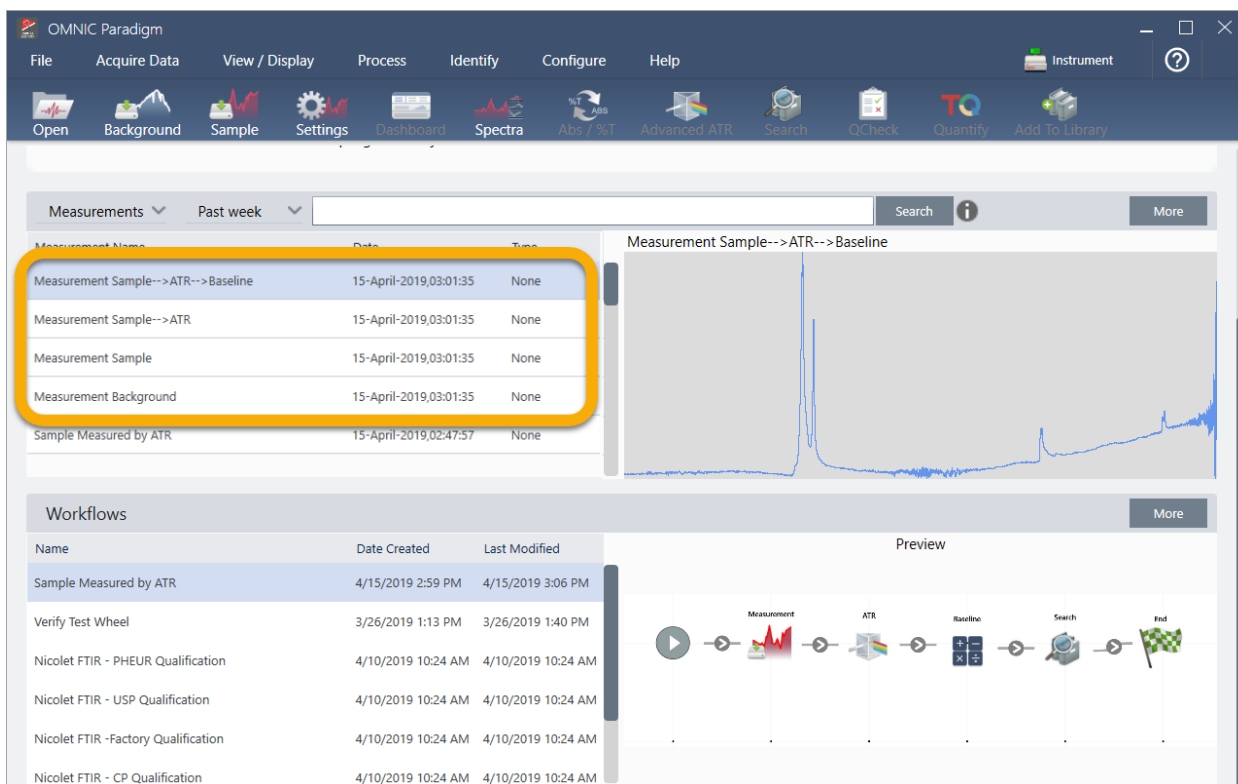 OMNIC Paradigm
File Acquire Data View / Display Process Identify Configure Help Instrument
Open Background Sample Settings Dashboard Spectra Abs / %T Advanced ATR Search QCheck Quantify Add To Library
Measurements Past week Search More
Measurement Name Date Type
Measurement Sample-->ATR-->Baseline
Measurement Sample-->ATR-->Baseline 15-April-2019,03:01:35 None
Measurement Sample-->ATR 15-April-2019,03:01:35 None
Measurement Sample 15-April-2019,03:01:35 None
Measurement Background 15-April-2019,03:01:35 None
Sample Measured by ATR 15-April-2019,02:47:57 None
Workflows More
Name Date Created Last Modified
Preview
Sample Measured by ATR 4/15/2019 2:59 PM 4/15/2019 3:06 PM
Verify Test Wheel 3/26/2019 1:13 PM 3/26/2019 1:40 PM
Measurement ATR Baseline Search End
Nicolet FTIR - PHEUR Qualification 4/10/2019 10:24 AM 4/10/2019 10:24 AM
Nicolet FTIR - USP Qualification 4/10/2019 10:24 AM 4/10/2019 10:24 AM
Nicolet FTIR -Factory Qualification 4/10/2019 10:24 AM 4/10/2019 10:24 AM
Nicolet FTIR - CP Qualification 4/10/2019 10:24 AM 4/10/2019 10:24 AM